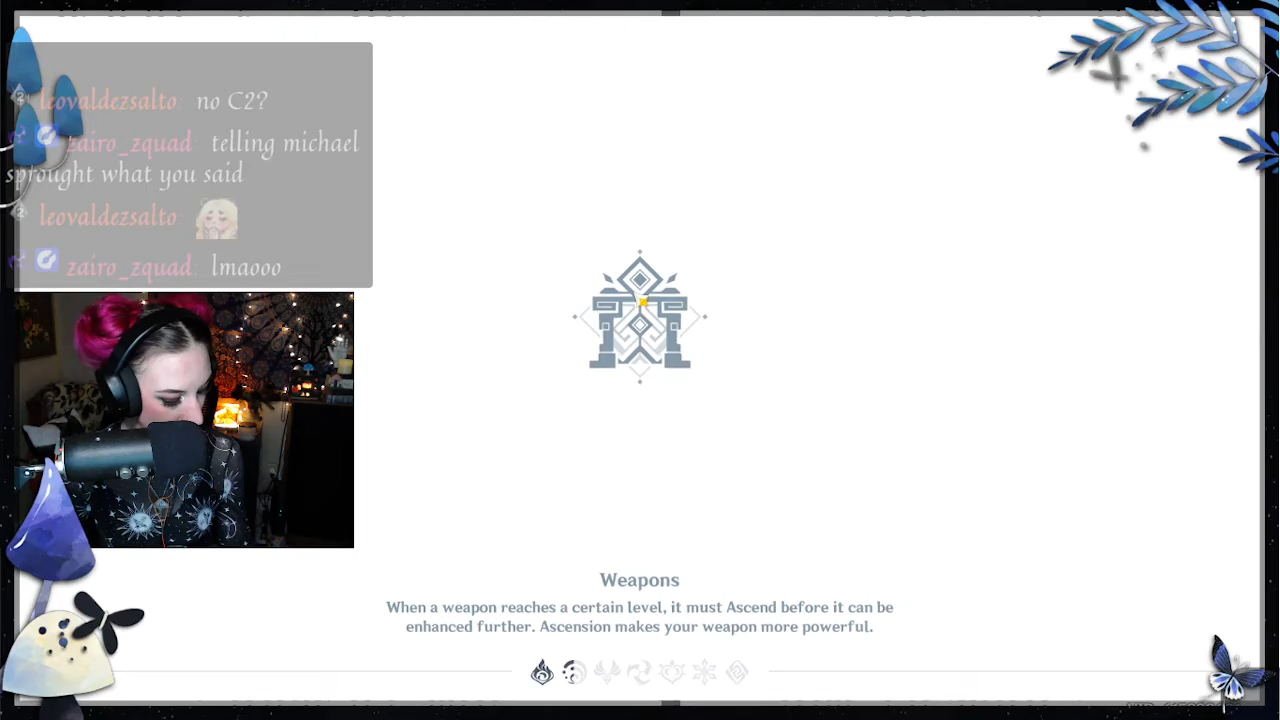 leovaldezsalto no C2?
zairo_zquad: telling michael
sprought what you said
leovaldezsalto
zairo_zquad: lmaooo
Weapons
When a weapon reaches a certain level, it must Ascend before it can be
enhanced further. Ascension makes your weapon more powerful.